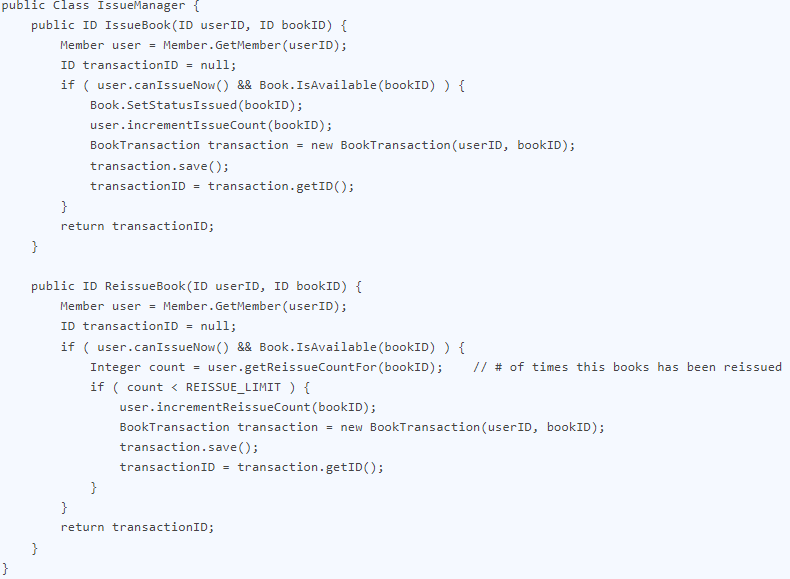 public Class IssueManager {
    public ID IssueBook(ID userID, ID bookID) {
        Member user = Member.GetMember(userID);
        ID transactionID = null;
        if ( user.canIssueNow() && Book.IsAvailable(bookID) ) {
            Book.SetStatusIssued(bookID);
            user.incrementIssueCount(bookID);
            BookTransaction transaction = new BookTransaction(userID, bookID);
            transaction.save();
            transactionID = transaction.getID();
        }
        return transactionID;
    }

    public ID ReissueBook(ID userID, ID bookID) {
        Member user = Member.GetMember(userID);
        ID transactionID = null;
        if ( user.canIssueNow() && Book.IsAvailable(bookID) ) {
            Integer count = user.getReissueCountFor(bookID);    // # of times this books has been reissued
            if ( count < REISSUE_LIMIT ) {
                user.incrementReissueCount(bookID);
                BookTransaction transaction = new BookTransaction(userID, bookID);
                transaction.save();
                transactionID = transaction.getID();
            }
        }
        return transactionID;
    }
}